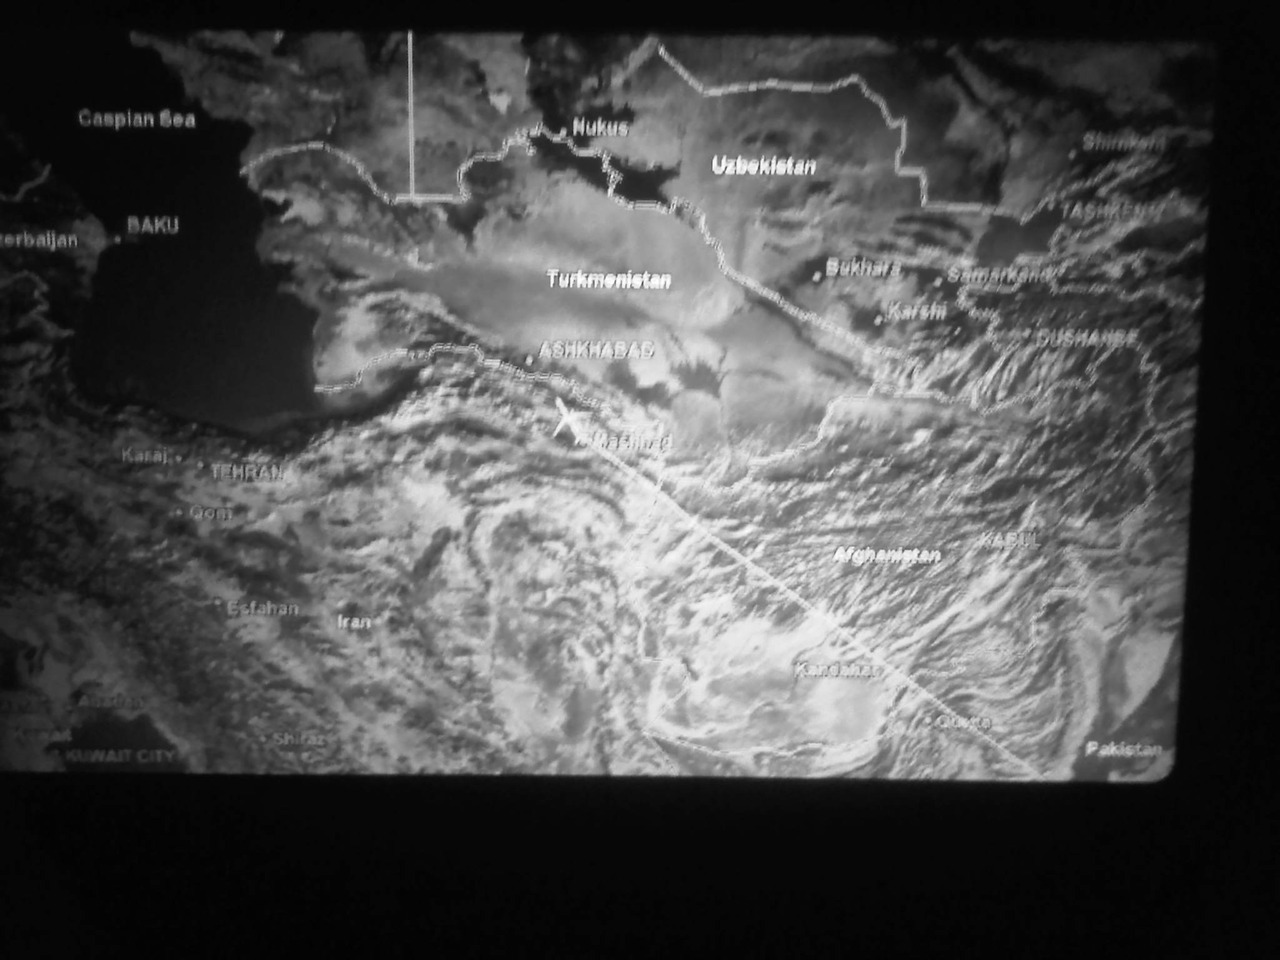 Caspian Sea
Nukus
Shimkent
Uzbekistan
TASHKENT
BAKU
zerbaijan
Bukhara
Samarkand
Turkmenistan
Karshi
DUSHANBE
ASHKHABAD
Mashhad
Karaj
TEHRAN
Qom
KABUL
Afghanistan
Esfahan
Iran
Kandahar
Quetta
Shiraz
Pakistan
KUWAIT CITY